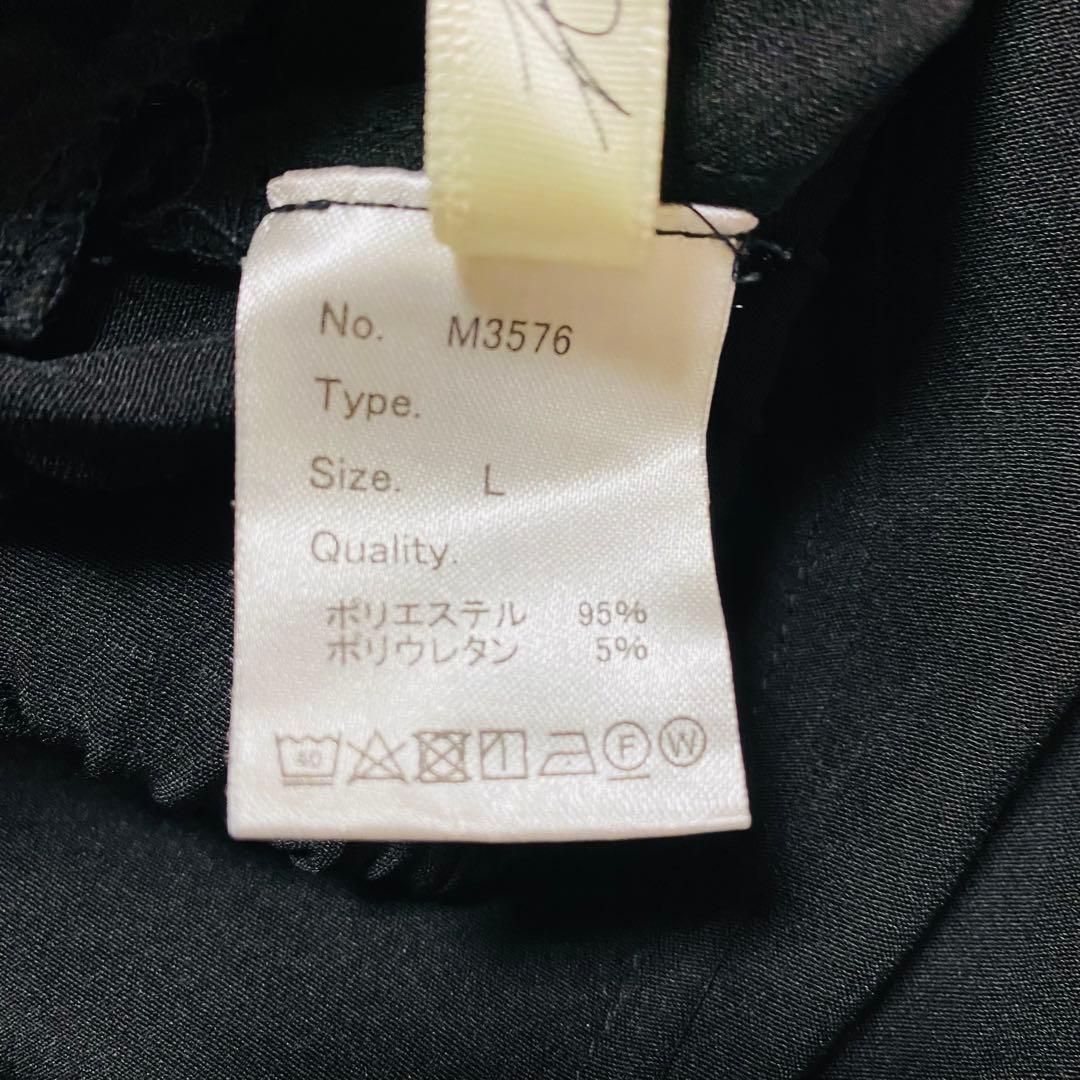 No. M3576
Type.
Size. L
Quality.
ポリエステル 95%
ポリウレタン 5%
40 F W